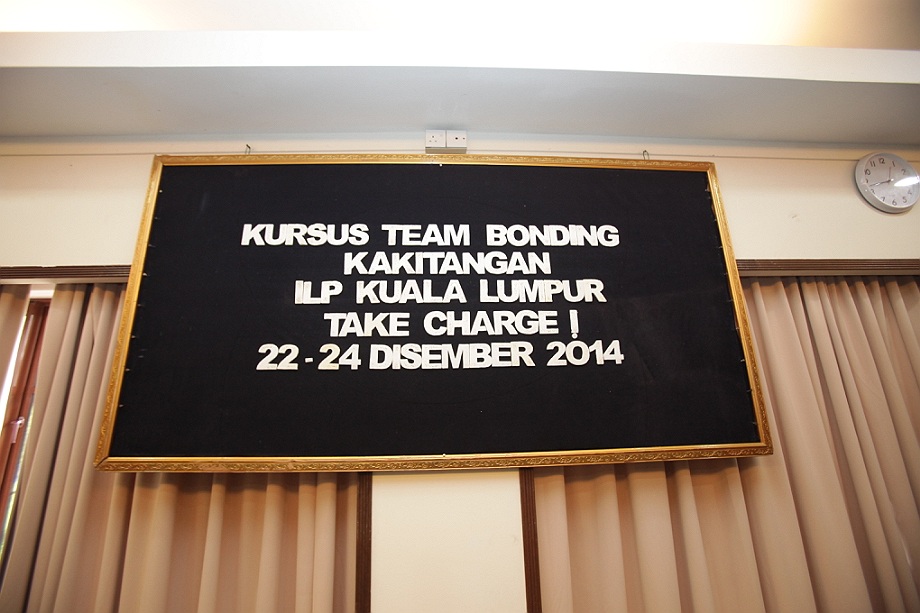 KURSUS TEAM BONDING
KAKITANGAN
ILP KUALA LUMPUR
TAKE CHARGE !
22 - 24 DISEMBER 2014